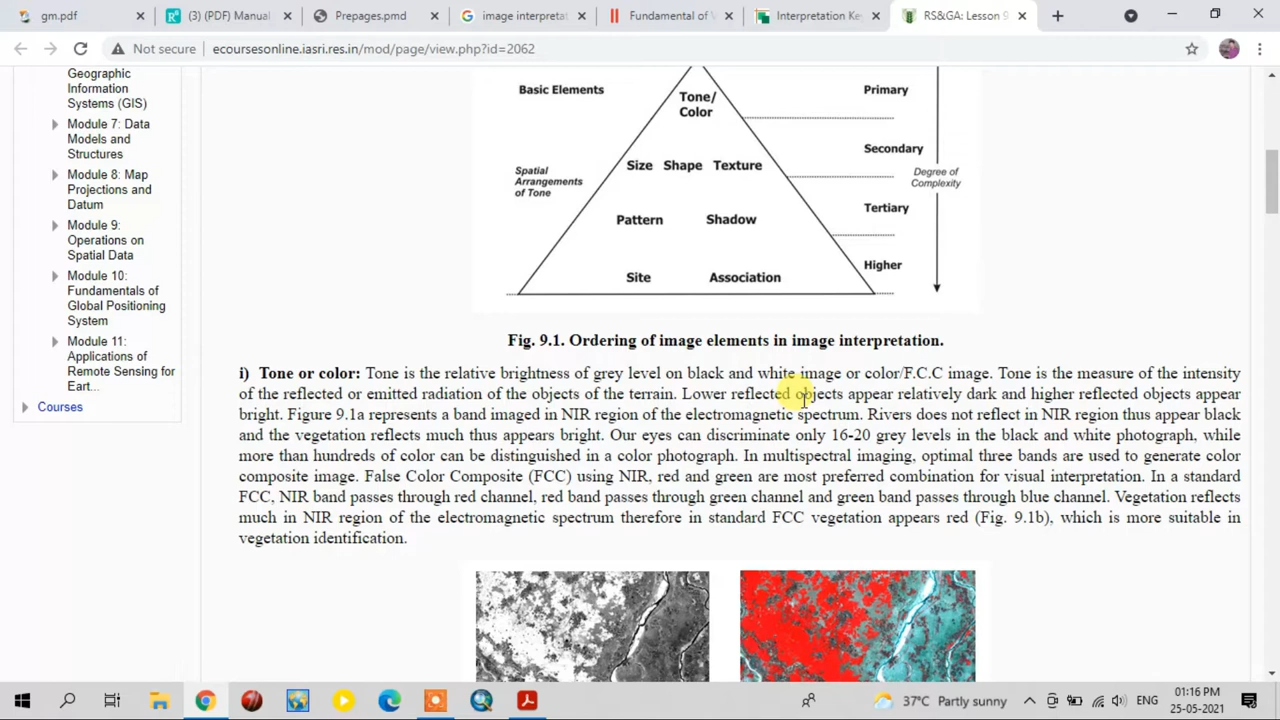 gm.pdf
(3) (PDF) Manual
Prepages.pmd
image interpretat
Fundamental of
Interpretation Ke
RS&GA: Lesson 9
Not secure
ecoursesonline.iasri.res.in/mod/page/view.php?id=2062
Geographic
Information
Systems (GIS)
Module 7: Data
Models and
Structures
Module 8: Map
Projections and
Datum
Module 9:
Operations on
Spatial Data
Module 10:
Fundamentals of
Global Positioning
System
Module 11:
Applications of
Remote Sensing for
Eart...
Courses
Basic Elements
Tone/
Color
Primary
Secondary
Spatial
Arrangements
of Tone
Size Shape Texture
Degree of
Complexity
Tertiary
Pattern Shadow
Higher
Site Association
Fig. 9.1. Ordering of image elements in image interpretation.
i) Tone or color: Tone is the relative brightness of grey level on black and white image or color/F.C.C image. Tone is the measure of the intensity
of the reflected or emitted radiation of the objects of the terrain. Lower reflected objects appear relatively dark and higher reflected objects appear
bright. Figure 9.1a represents a band imaged in NIR region of the electromagnetic spectrum. Rivers does not reflect in NIR region thus appear black
and the vegetation reflects much thus appears bright. Our eyes can discriminate only 16-20 grey levels in the black and white photograph, while
more than hundreds of color can be distinguished in a color photograph. In multispectral imaging, optimal three bands are used to generate color
composite image. False Color Composite (FCC) using NIR, red and green are most preferred combination for visual interpretation. In a standard
FCC, NIR band passes through red channel, red band passes through green channel and green band passes through blue channel. Vegetation reflects
much in NIR region of the electromagnetic spectrum therefore in standard FCC vegetation appears red (Fig. 9.1b), which is more suitable in
vegetation identification.
37°C Partly sunny
ENG
01:16 PM
25-05-2021